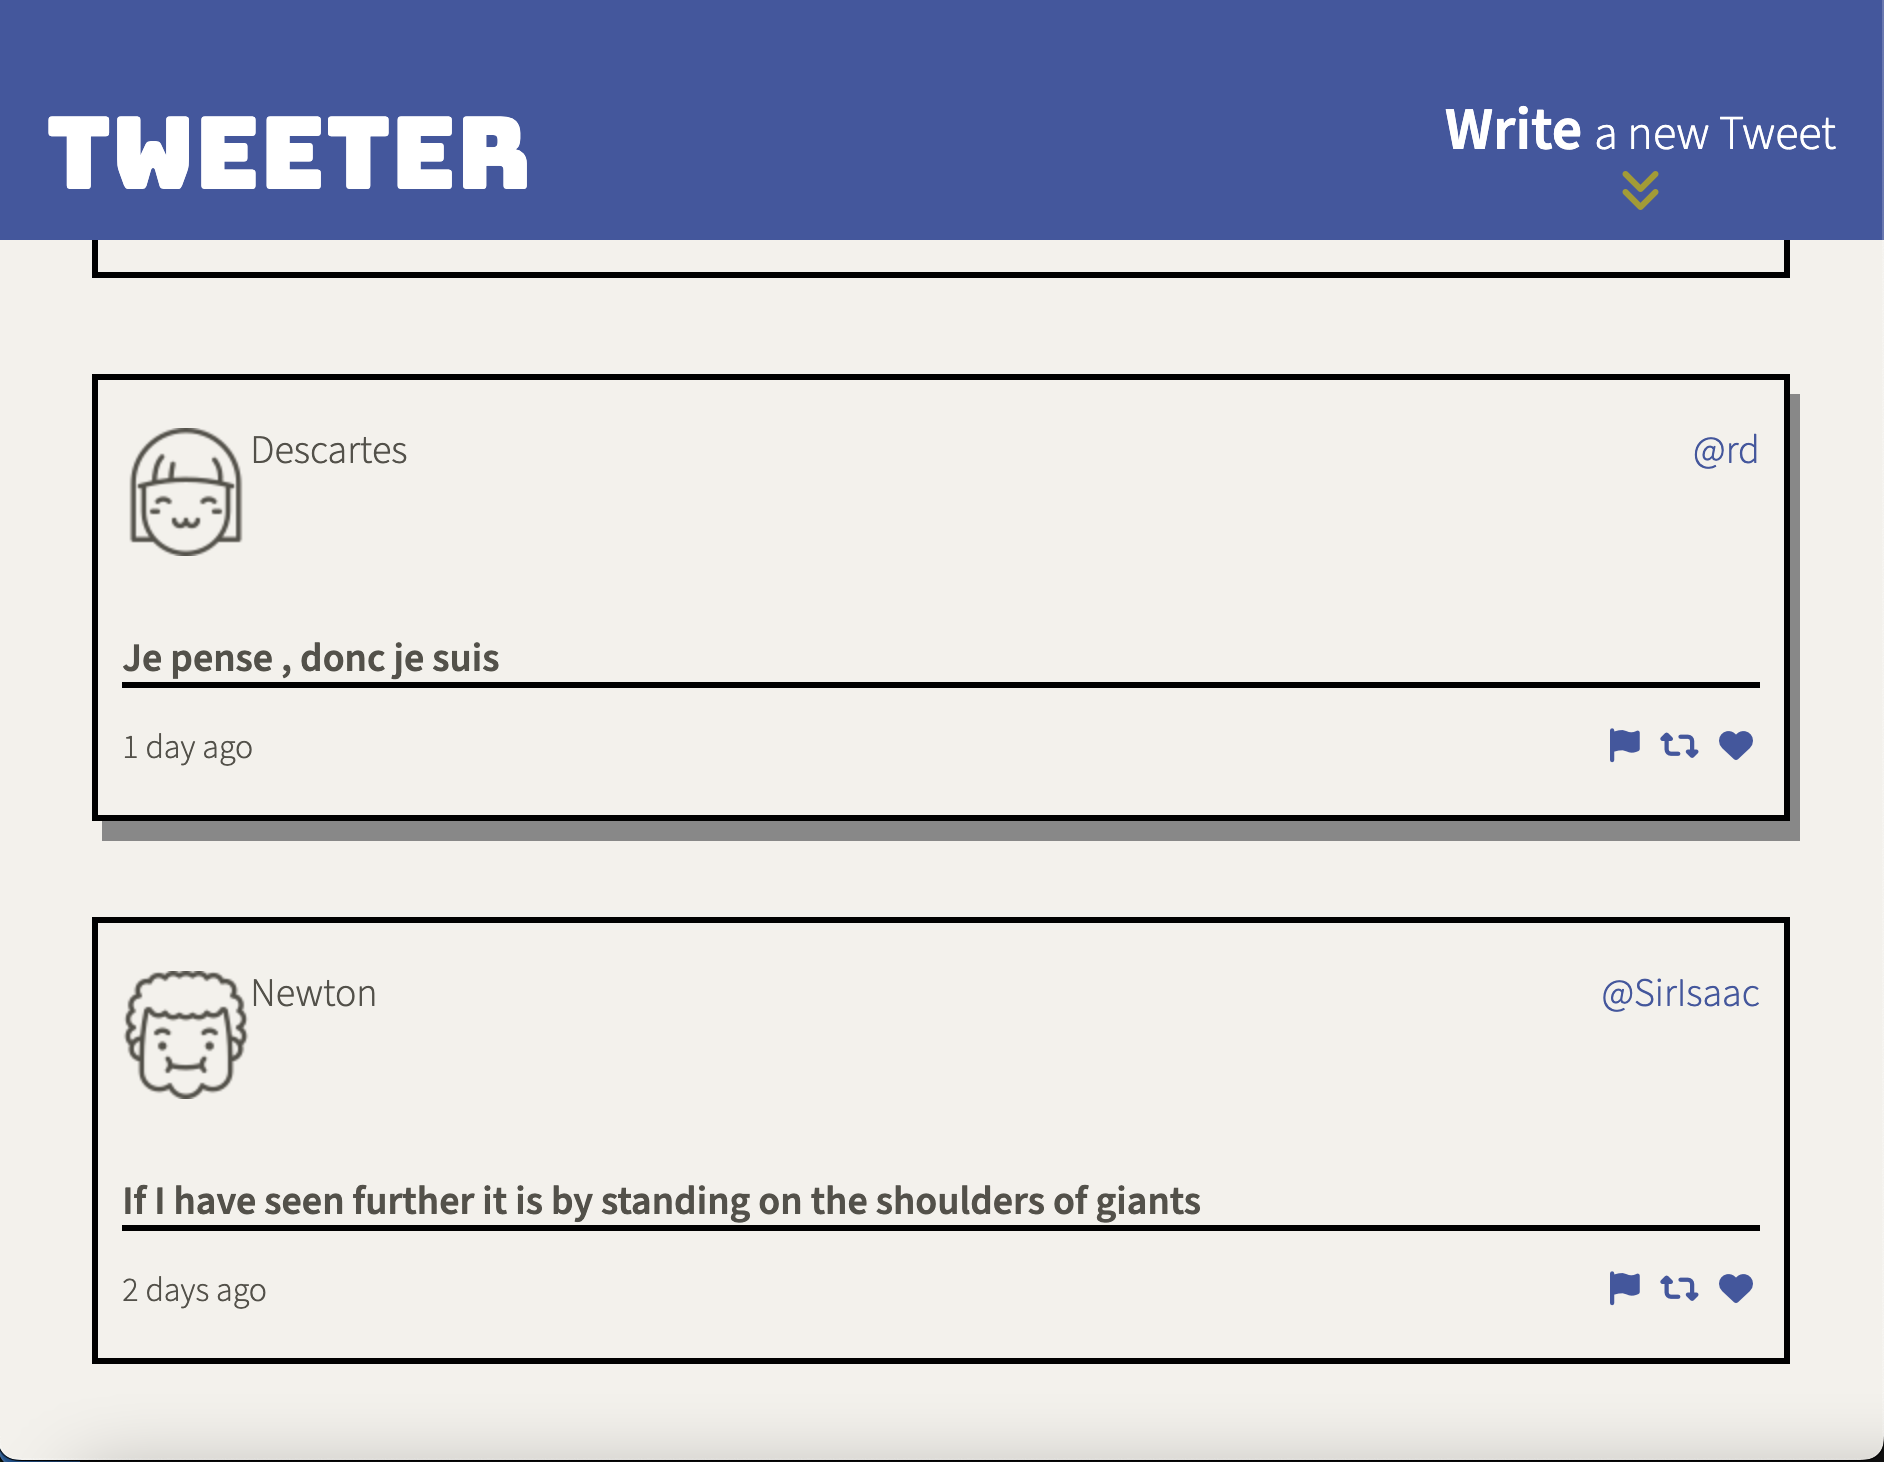 TWEETER
Write a new Tweet
Descartes
@rd
Je pense , donc je suis
1 day ago
Newton
@SirIsaac
If I have seen further it is by standing on the shoulders of giants
2 days ago